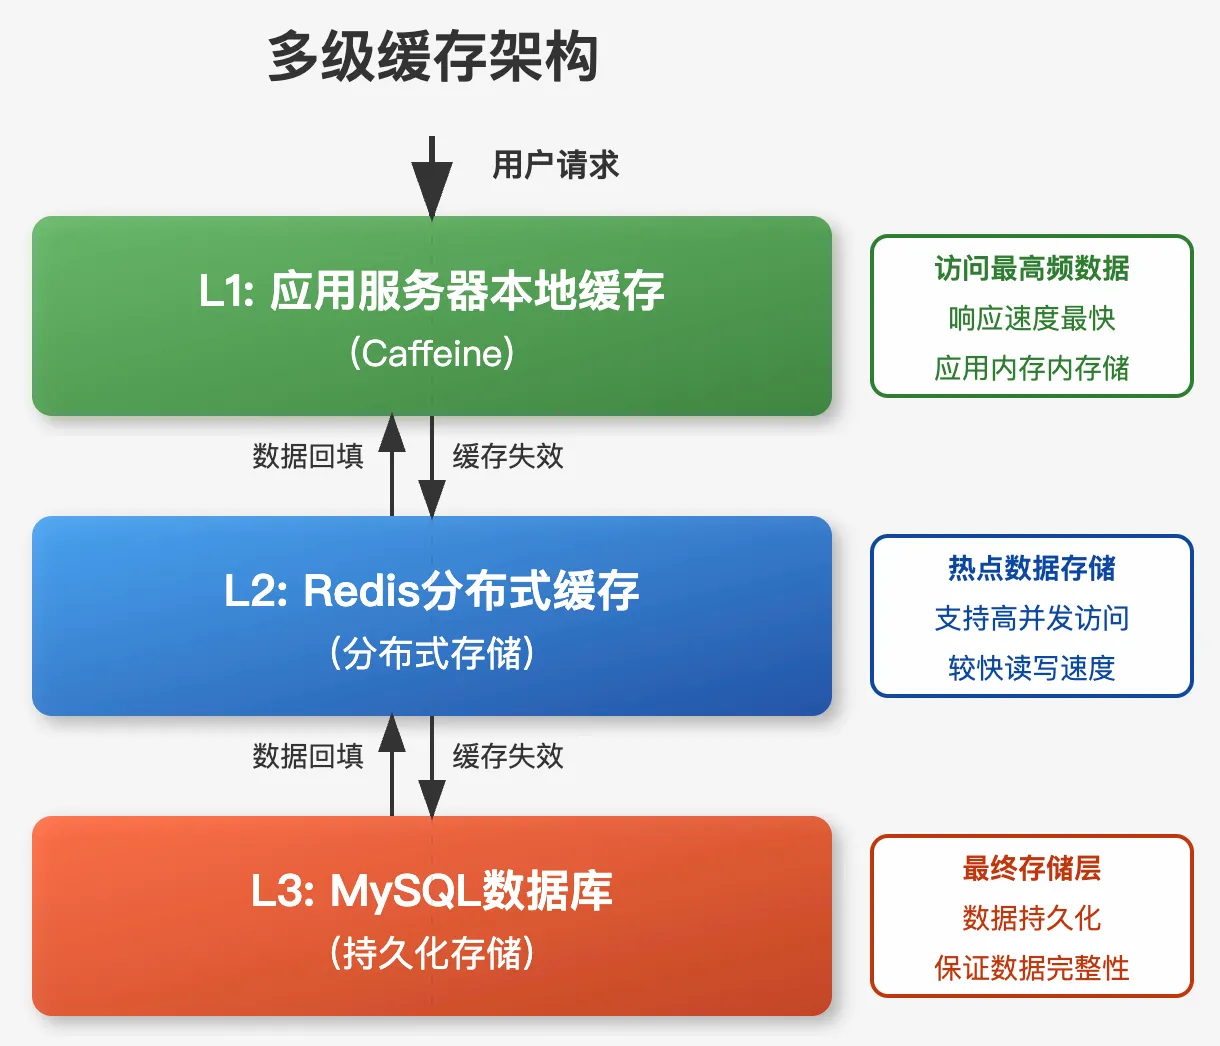 多级缓存架构
用户请求
L1: 应用服务器本地缓存
(Caffeine)
访问最高频数据
响应速度最快
应用内存内存储
数据回填
缓存失效
L2: Redis分布式缓存
(分布式存储)
热点数据存储
支持高并发访问
较快读写速度
数据回填
缓存失效
L3: MySQL数据库
(持久化存储)
最终存储层
数据持久化
保证数据完整性